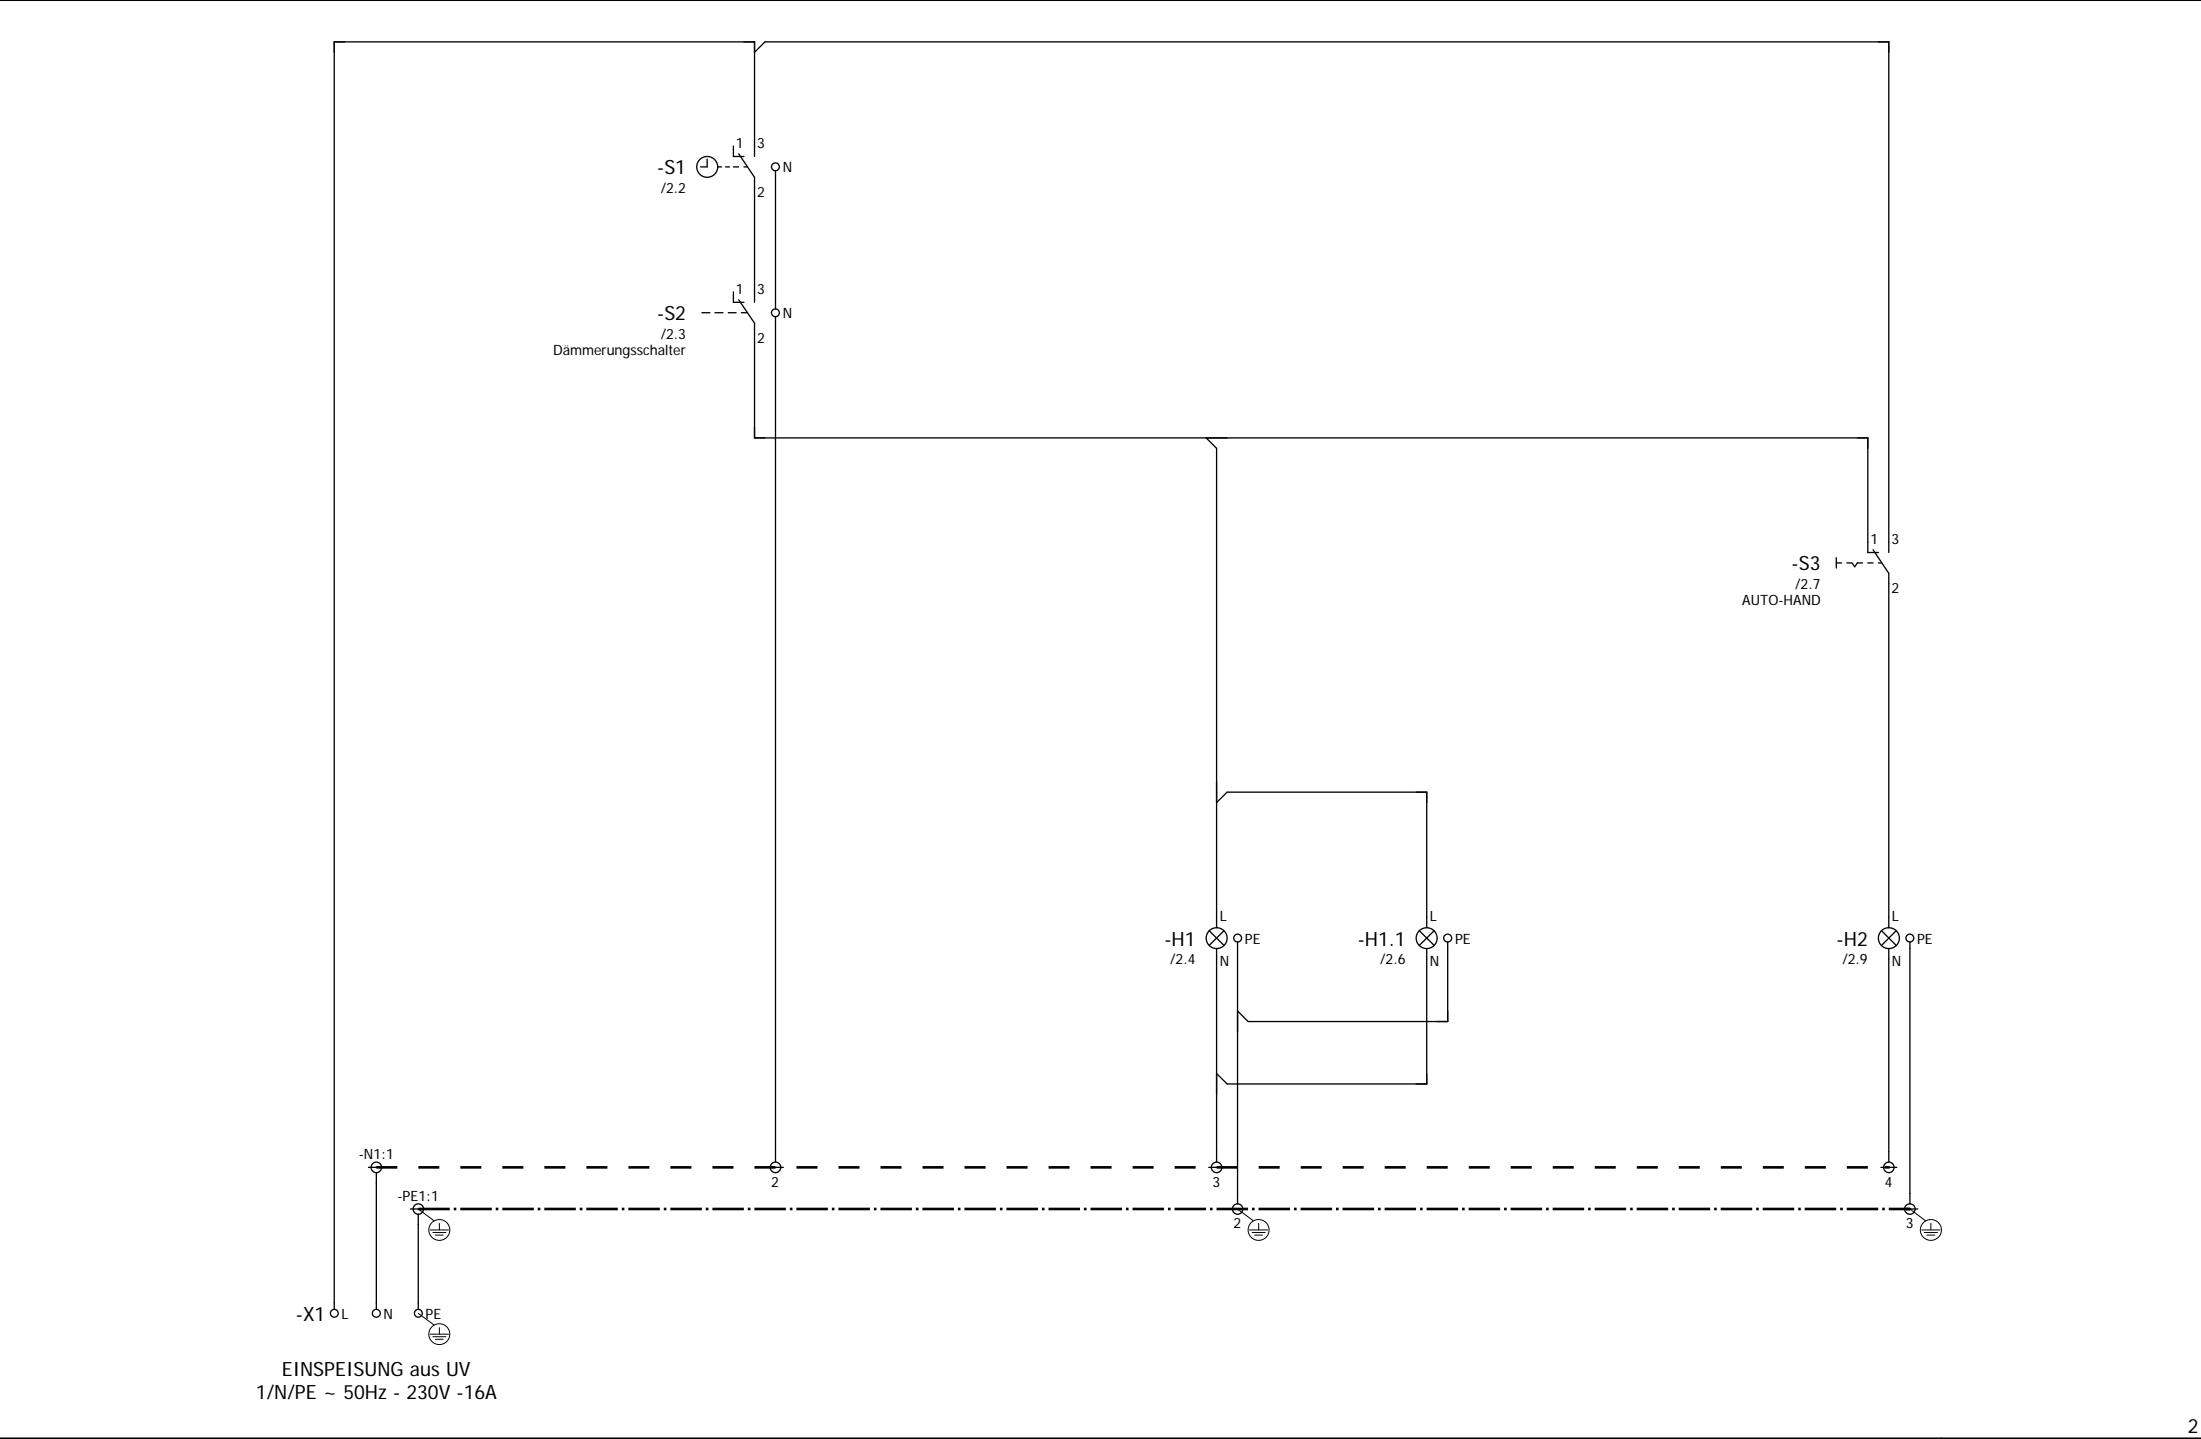 1 3
-S1 N
/2.2 2
1 3
-S2 N
/2.3 2
Dämmerungsschalter
1 3
-S3
/2.7 2
AUTO-HAND
L L L
-H1 PE -H1.1 PE -H2 PE
/2.4 N /2.6 N /2.9 N
-N1:1
2 3 4
-PE1:1
2 3
-X1 L N PE
EINSPEISUNG aus UV
1/N/PE ~ 50Hz - 230V -16A
2